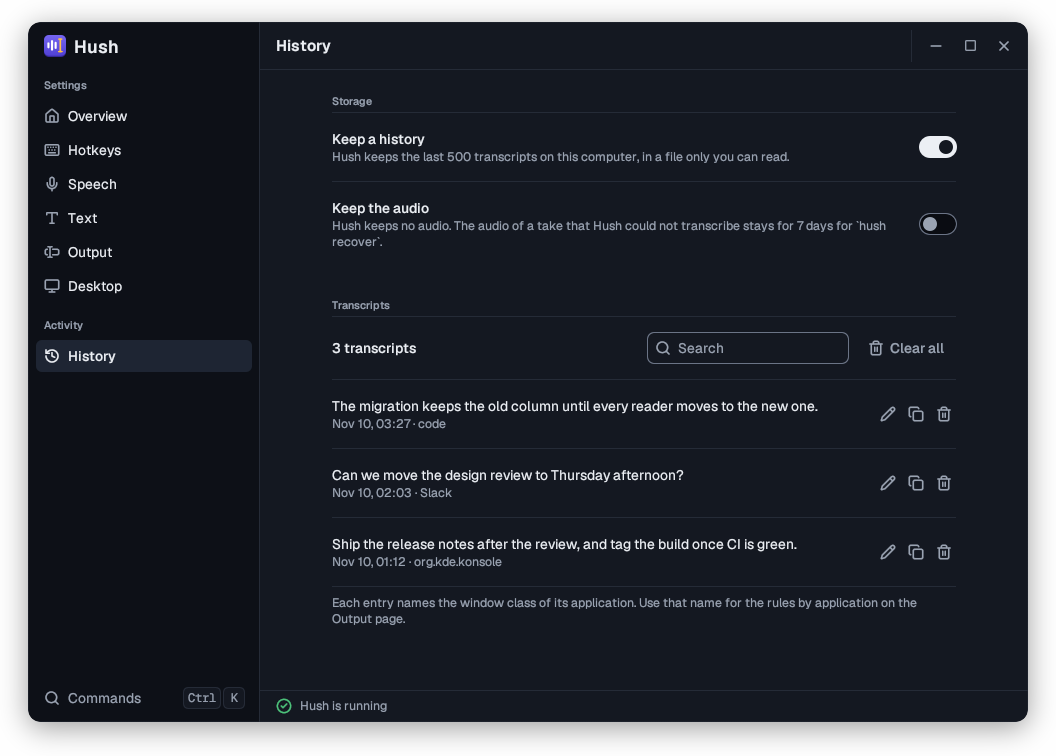 Hush
History
Settings
Overview
Hotkeys
Speech
Text
Output
Desktop
Activity
History
Commands
Ctrl K
Storage
Keep a history
Hush keeps the last 500 transcripts on this computer, in a file only you can read.
Keep the audio
Hush keeps no audio. The audio of a take that Hush could not transcribe stays for 7 days for `hush
recover`.
Transcripts
3 transcripts
Search
Clear all
The migration keeps the old column until every reader moves to the new one.
Nov 10, 03:27 · code
Can we move the design review to Thursday afternoon?
Nov 10, 02:03 · Slack
Ship the release notes after the review, and tag the build once CI is green.
Nov 10, 01:12 · org.kde.konsole
Each entry names the window class of its application. Use that name for the rules by application on the
Output page.
Hush is running